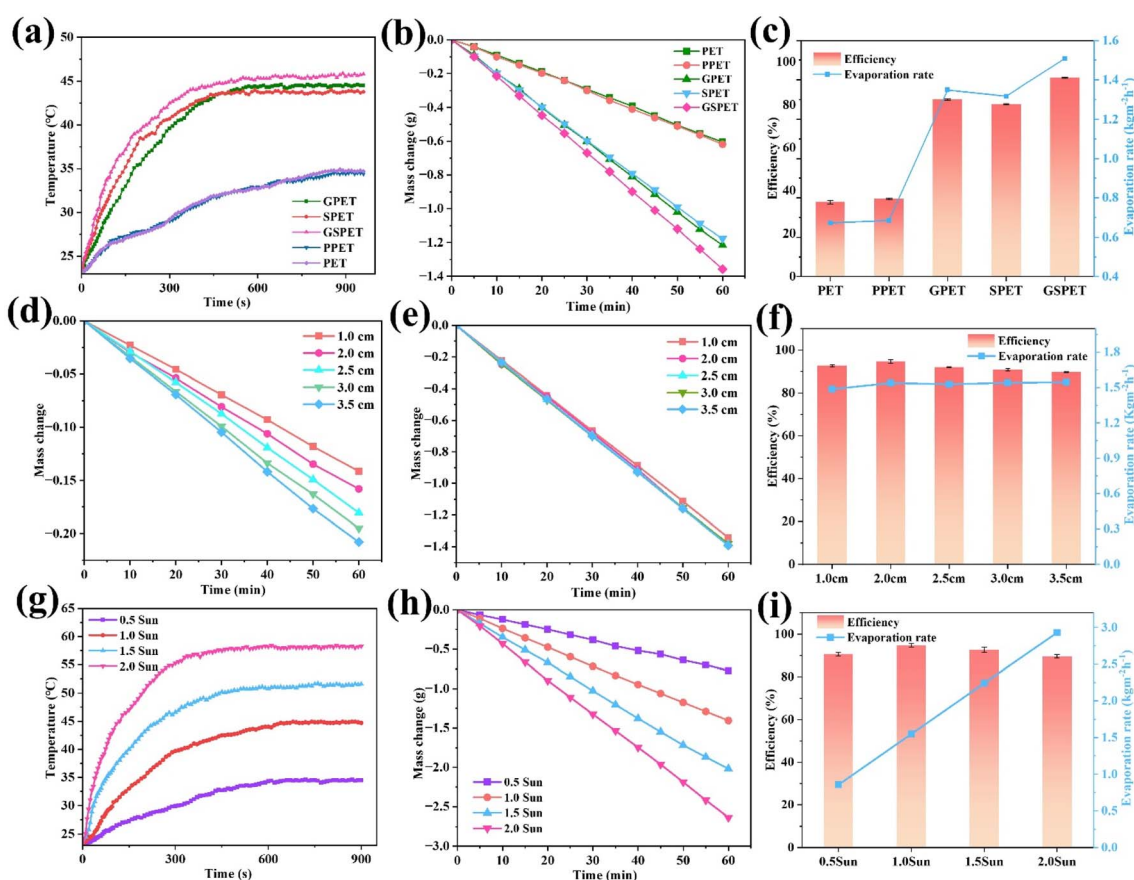 (a)
50
45
40
35
30
25
Temperature (℃)
GPET
SPET
GSPET
PPET
PET
0 300 600 900
Time (s)
(b)
0.0
−0.2
−0.4
−0.6
−0.8
−1.0
−1.2
−1.4
Mass change (g)
PET
PPET
GPET
SPET
GSPET
0 5 10 15 20 25 30 35 40 45 50 55 60
Time (min)
(c)
100
80
60
40
20
0
Efficiency (%)
Efficiency
Evaporation rate
1.6
1.4
1.2
1.0
0.8
0.6
0.4
Evaporation rate (kgm⁻²h⁻¹)
PET PPET GPET SPET GSPET
(d)
0.00
−0.05
−0.10
−0.15
−0.20
Mass change
1.0 cm
2.0 cm
2.5 cm
3.0 cm
3.5 cm
0 10 20 30 40 50 60
Time (min)
(e)
0.0
−0.2
−0.4
−0.6
−0.8
−1.0
−1.2
−1.4
Mass change
1.0 cm
2.0 cm
2.5 cm
3.0 cm
3.5 cm
0 10 20 30 40 50 60
Time (min)
(f)
100
80
60
40
20
0
Efficiency (%)
Efficiency
Evaporation rate
1.8
1.5
1.2
0.9
0.6
0.3
0.0
Evaporation rate (Kgm⁻²h⁻¹)
1.0cm 2.0cm 2.5cm 3.0cm 3.5cm
(g)
65
60
55
50
45
40
35
30
25
Temperature (℃)
0.5 Sun
1.0 Sun
1.5 Sun
2.0 Sun
0 300 600 900
Time (s)
(h)
0.0
−0.5
−1.0
−1.5
−2.0
−2.5
−3.0
Mass change (g)
0.5 Sun
1.0 Sun
1.5 Sun
2.0 Sun
0 10 20 30 40 50 60
Time (min)
(i)
100
80
60
40
20
0
Efficiency (%)
Efficiency
Evaporation rate
3.0
2.5
2.0
1.5
1.0
0.5
0.0
Evaporation rate (kgm⁻²h⁻¹)
0.5Sun 1.0Sun 1.5Sun 2.0Sun